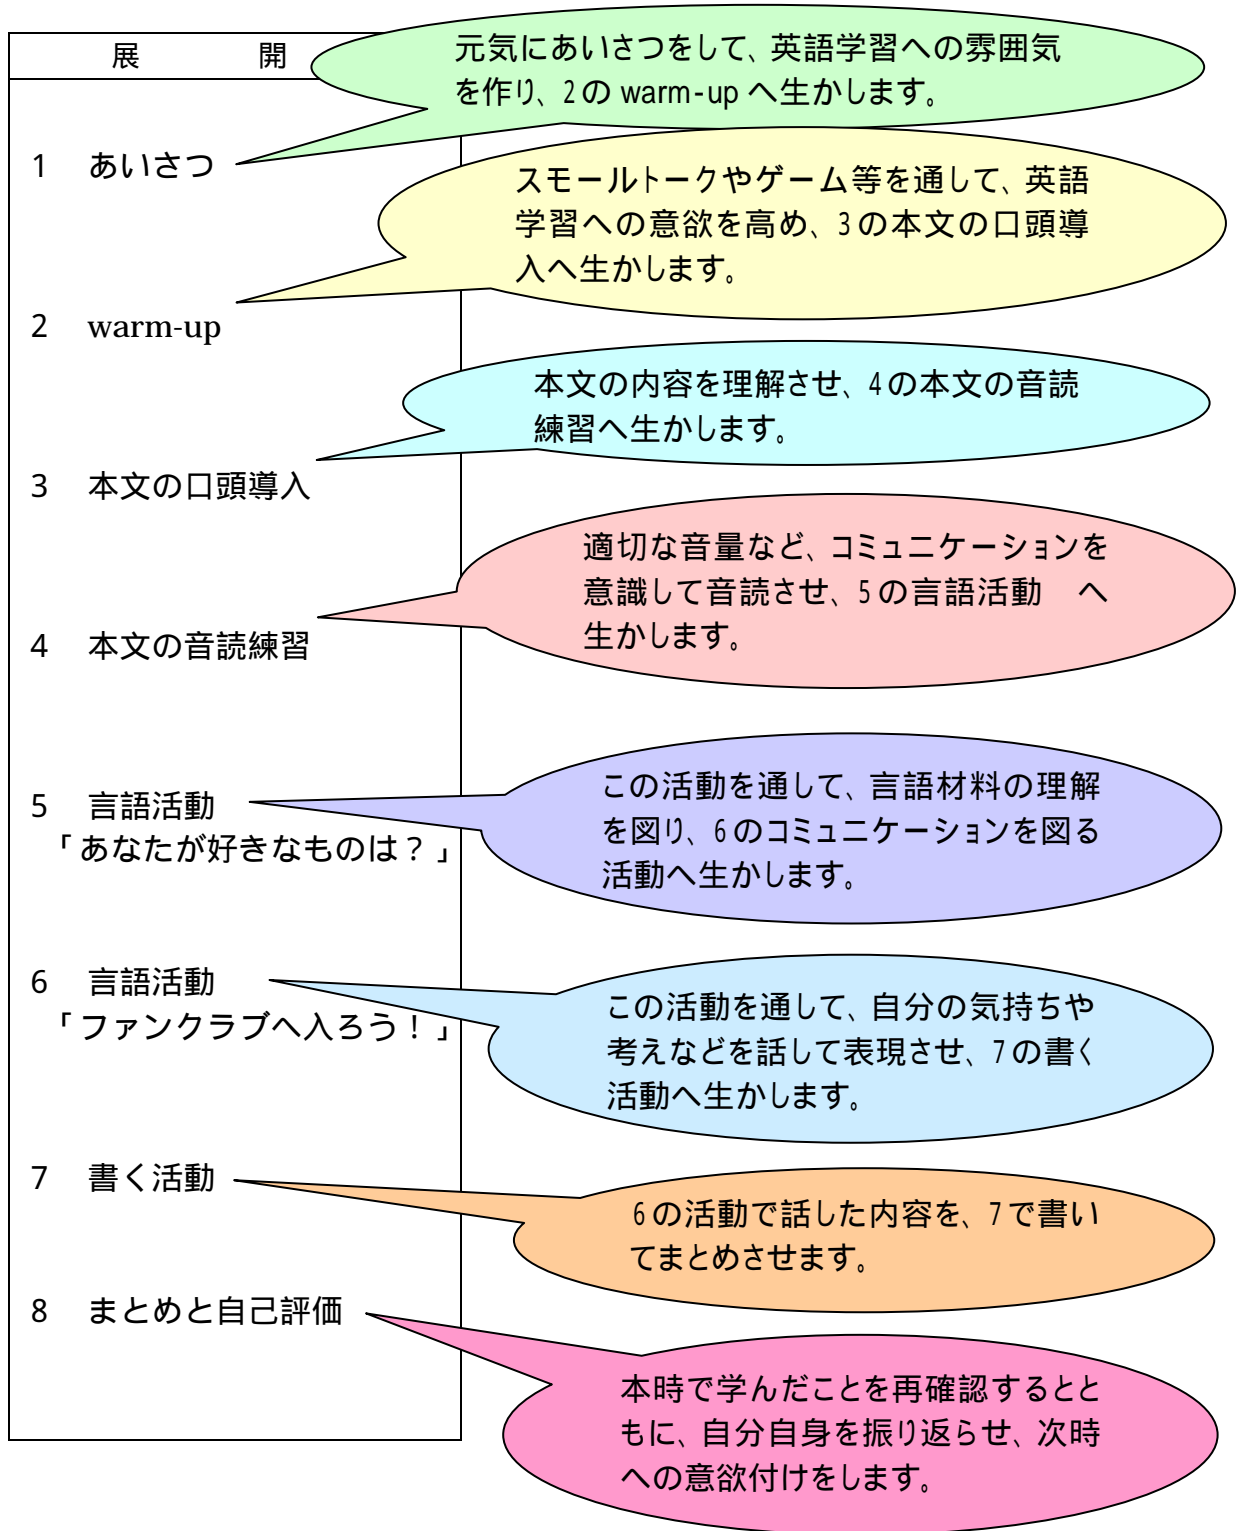 展　　　開
元気にあいさつをして、英語学習への雰囲気
を作り、2の warm-up へ生かします。
1　あいさつ
スモールトークやゲーム等を通して、英語
学習への意欲を高め、3の本文の口頭導
入へ生かします。
2　warm-up
本文の内容を理解させ、4の本文の音読
練習へ生かします。
3　本文の口頭導入
適切な音量など、コミュニケーションを
意識して音読させ、5の言語活動　へ
生かします。
4　本文の音読練習
この活動を通して、言語材料の理解
を図り、6のコミュニケーションを図る
活動へ生かします。
5　言語活動
「あなたが好きなものは？」
この活動を通して、自分の気持ちや
考えなどを話して表現させ、7の書く
活動へ生かします。
6　言語活動
「ファンクラブへ入ろう！」
7　書く活動
6の活動で話した内容を、7で書い
てまとめさせます。
8　まとめと自己評価
本時で学んだことを再確認するとと
もに、自分自身を振り返らせ、次時
への意欲付けをします。